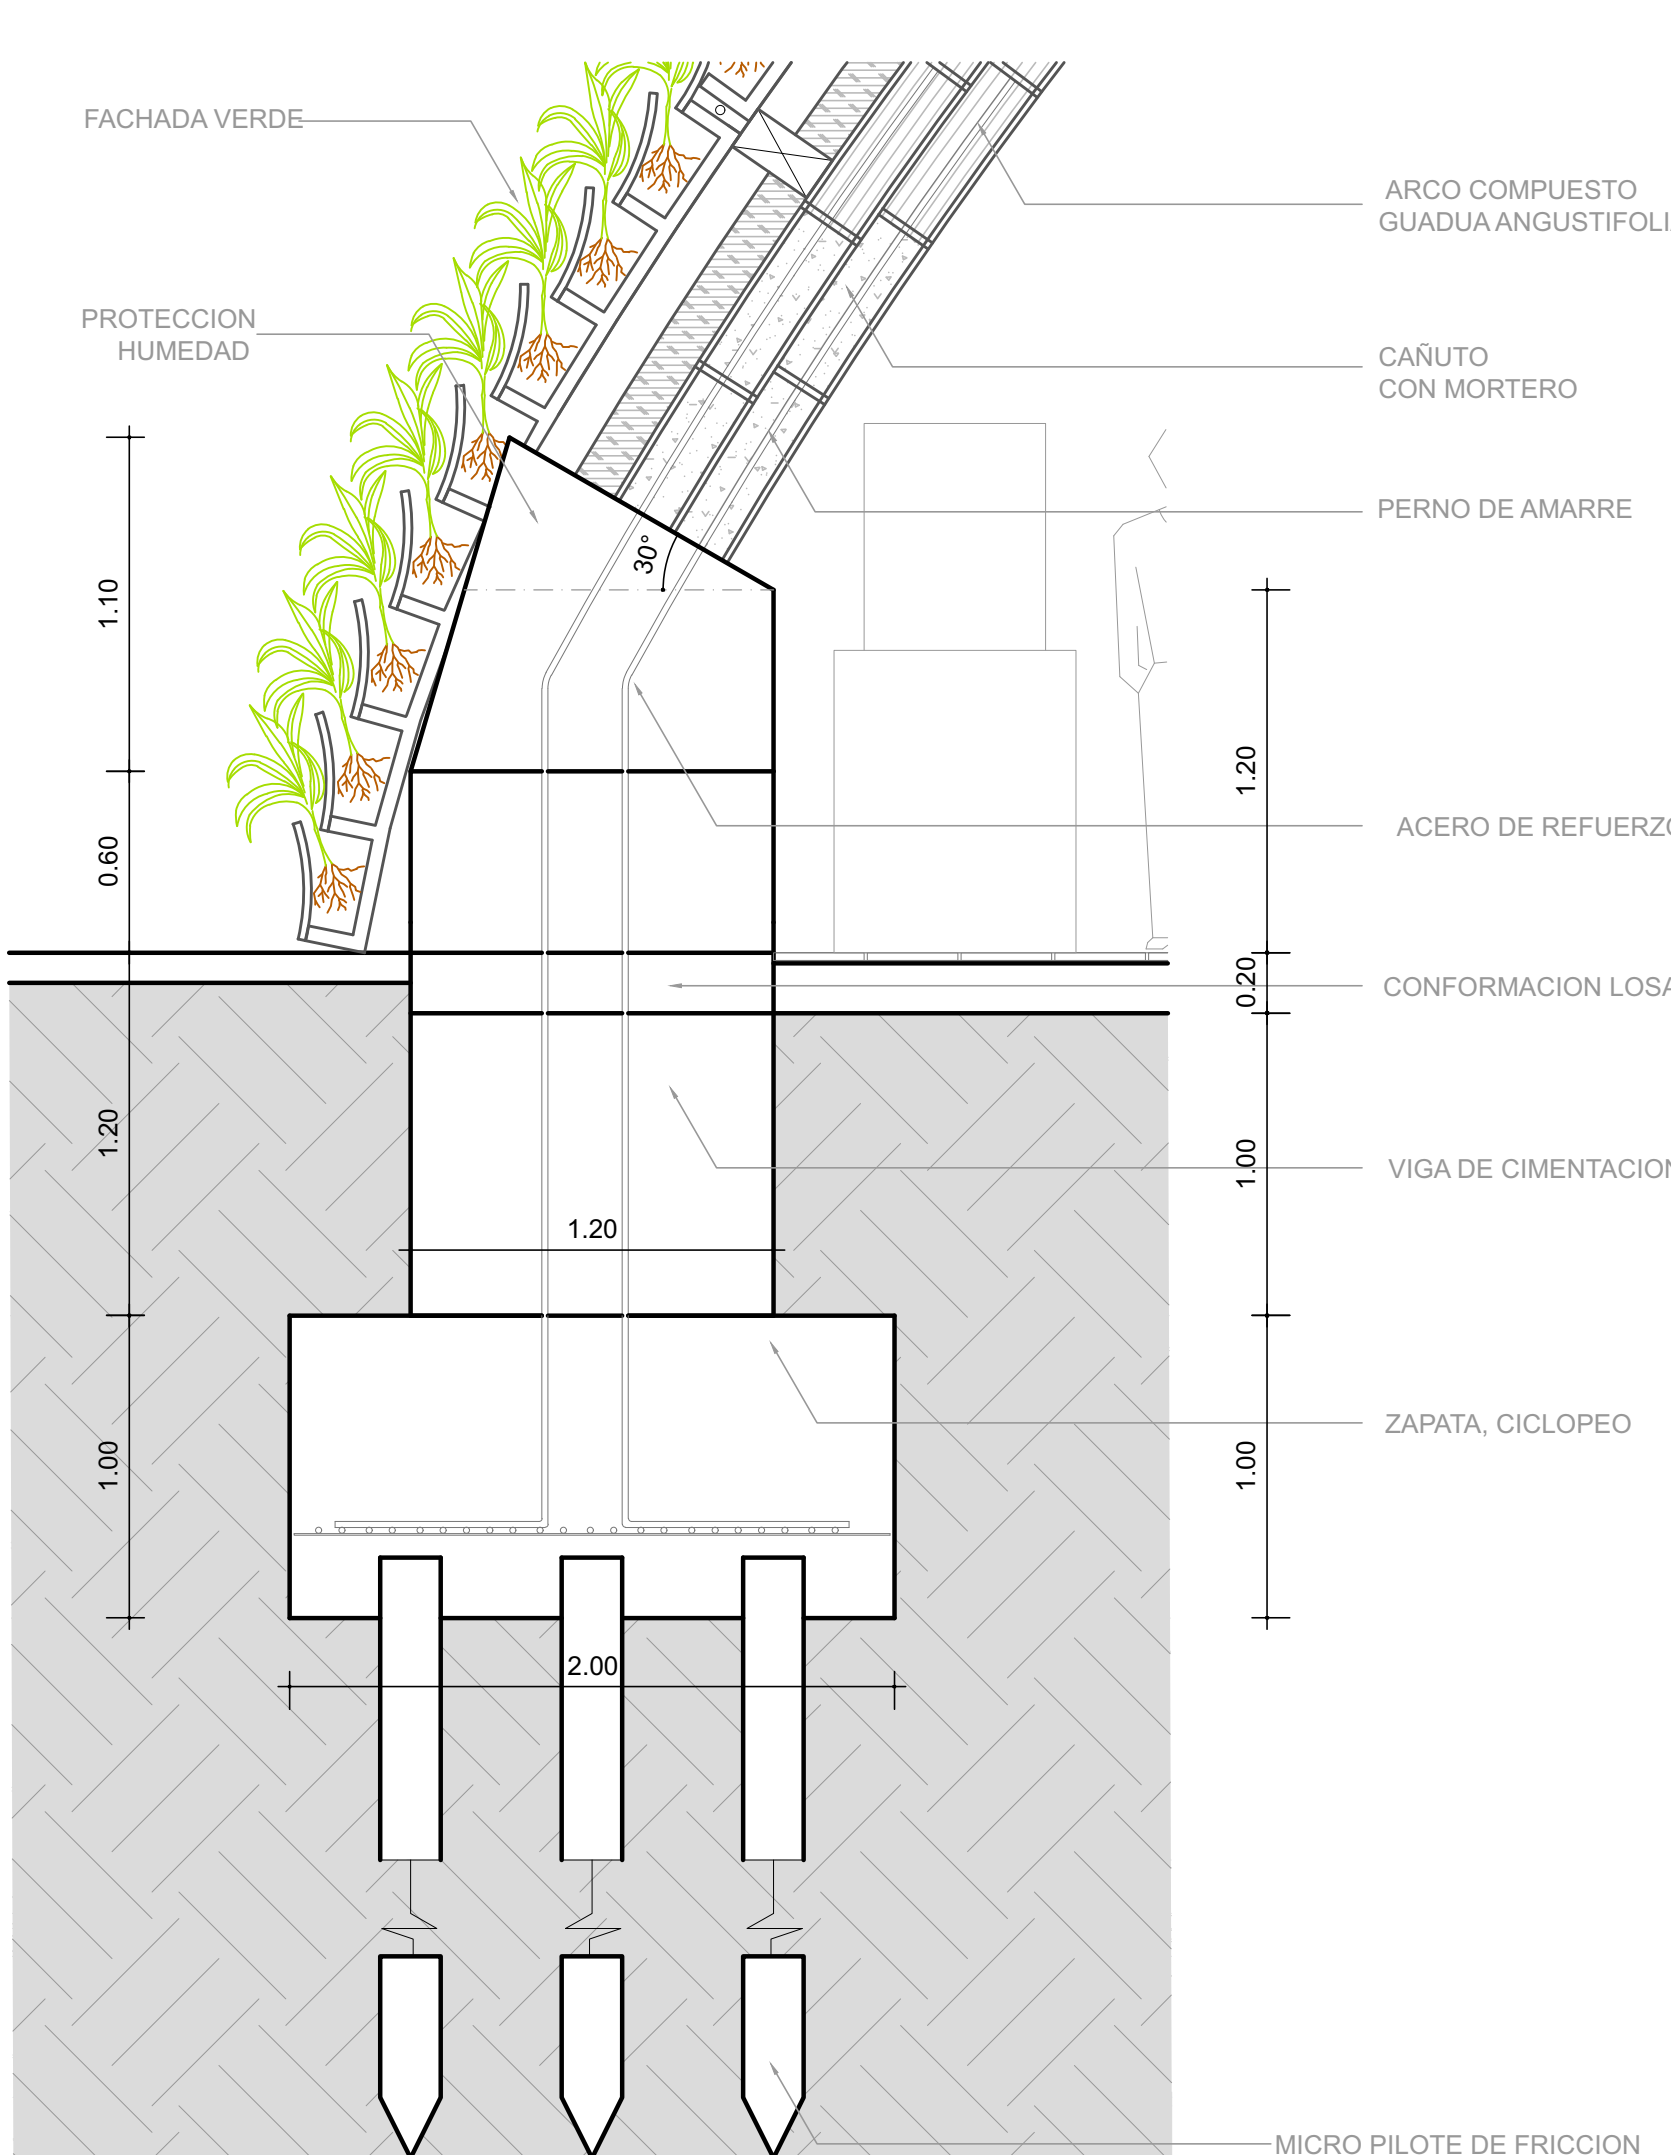 FACHADA VERDE
ARCO COMPUESTO
GUADUA ANGUSTIFOLIA
PROTECCION
HUMEDAD
CAÑUTO
CON MORTERO
PERNO DE AMARRE
30°
1.10
1.20
ACERO DE REFUERZO
0.60
0.20
CONFORMACION LOSA
1.20
1.00
VIGA DE CIMENTACION
1.20
ZAPATA, CICLOPEO
1.00
1.00
2.00
MICRO PILOTE DE FRICCION